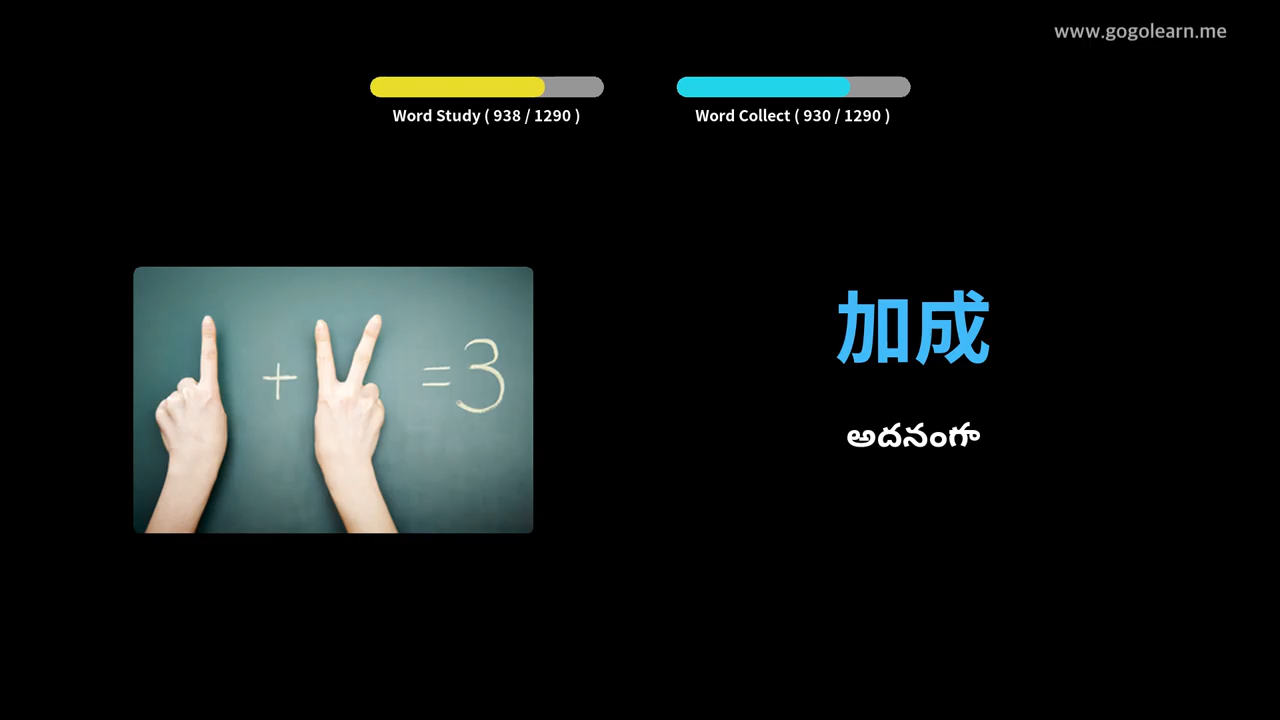 www.gogolearn.me
Word Study ( 938 / 1290 )
Word Collect ( 930 / 1290 )
+ =3
加成
అదనంగా